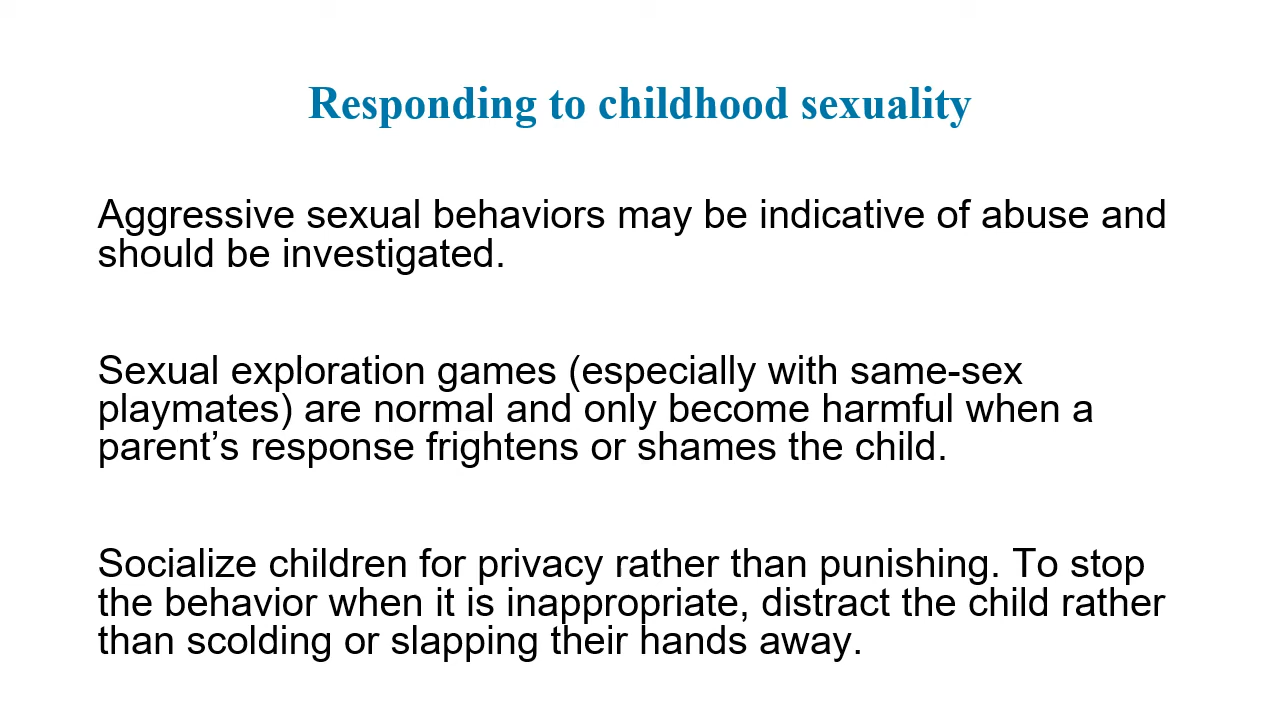 Responding to childhood sexuality
Aggressive sexual behaviors may be indicative of abuse and
should be investigated.
Sexual exploration games (especially with same-sex
playmates) are normal and only become harmful when a
parent’s response frightens or shames the child.
Socialize children for privacy rather than punishing. To stop
the behavior when it is inappropriate, distract the child rather
than scolding or slapping their hands away.